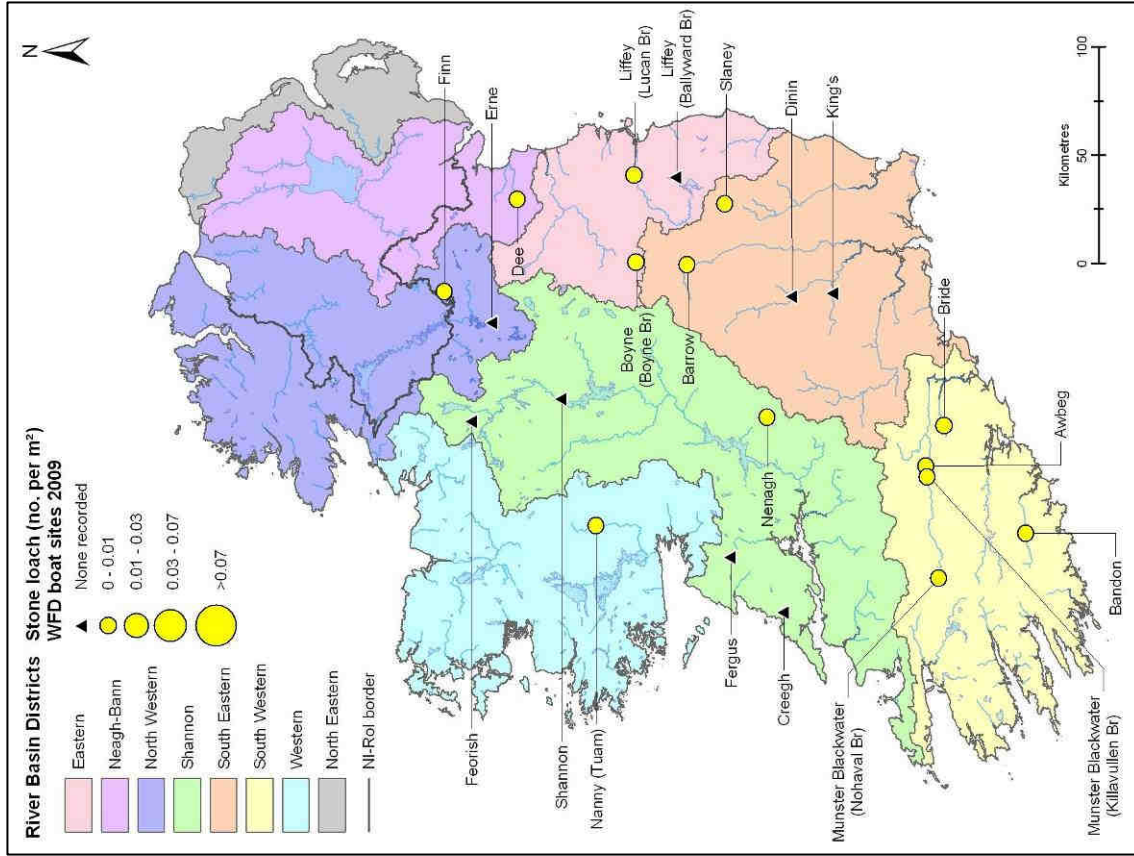 River Basin Districts
Eastern
Neagh-Bann
North Western
Shannon
South Eastern
South Western
Western
North Eastern
NI-RoI border
Stone loach (no. per m²)
WFD boat sites 2009
None recorded
0 - 0.01
0.01 - 0.03
0.03 - 0.07
>0.07
N
Finn
Erne
Dee
Liffey
(Lucan Br)
Liffey
(Ballyward Br)
Slaney
Dinin
King's
Boyne
(Boyne Br)
Barrow
Feorish
Shannon
Nanny (Tuam)
Nenagh
Fergus
Creegh
Munster Blackwater
(Nohaval Br)
Munster Blackwater
(Killavullen Br)
Bandon
Awbeg
Bride
0
50
100
Kilometres